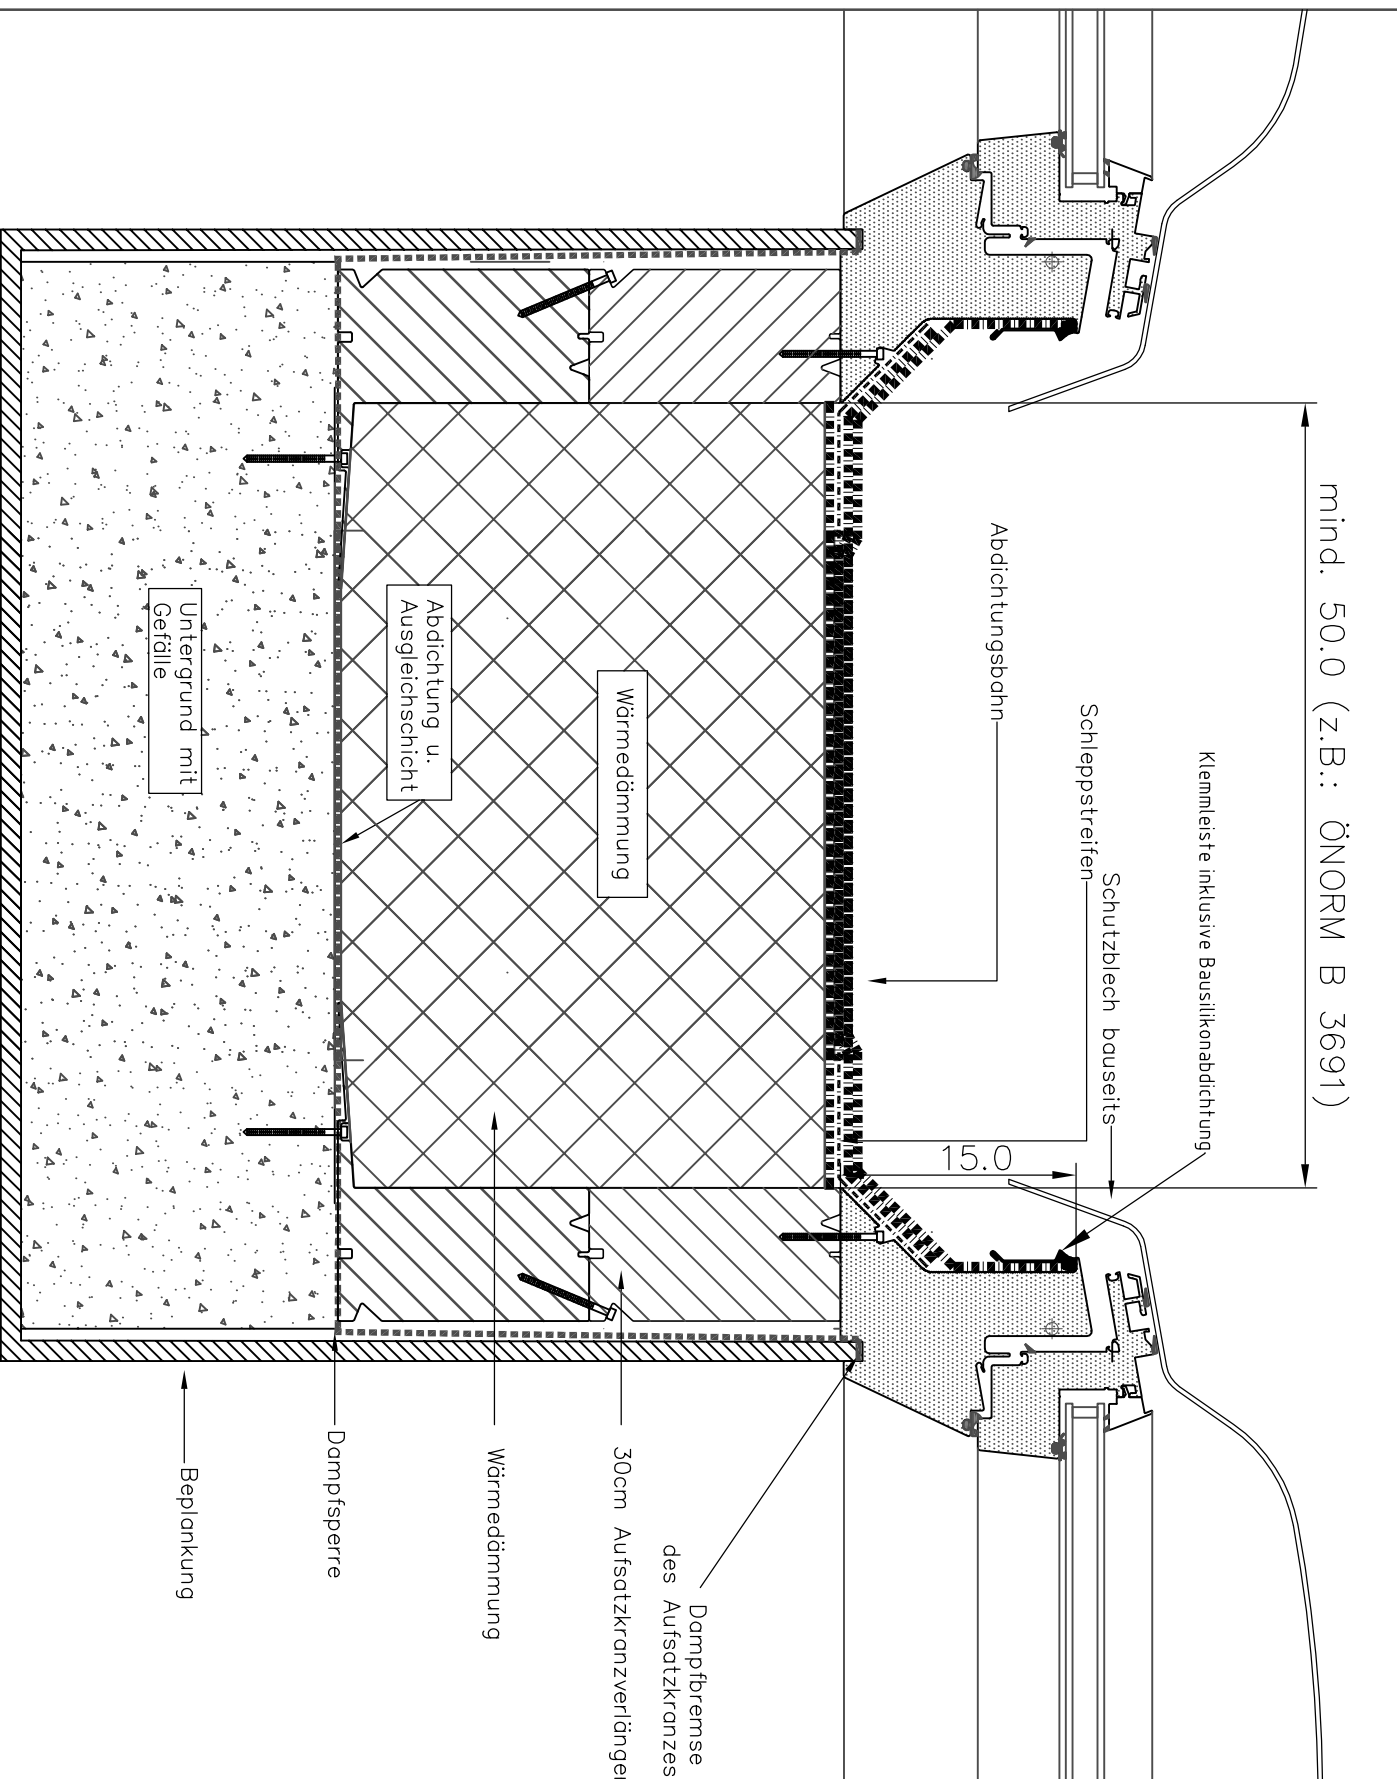 mind. 50.0 (z.B.: ÖNORM B 3691)
Klemmleiste inklusive Bausilikonabdichtung
Schutzblech bauseits
Schleppstreifen
15.0
Abdichtungsbahn
Dampfbremse
des Aufsatzkranzes
Wärmedämmung
30cm
Abdichtung u.
Ausgleichschicht
Wärmedämmung
Dampfsperre
Untergrund mit
Gefälle
Beplankung